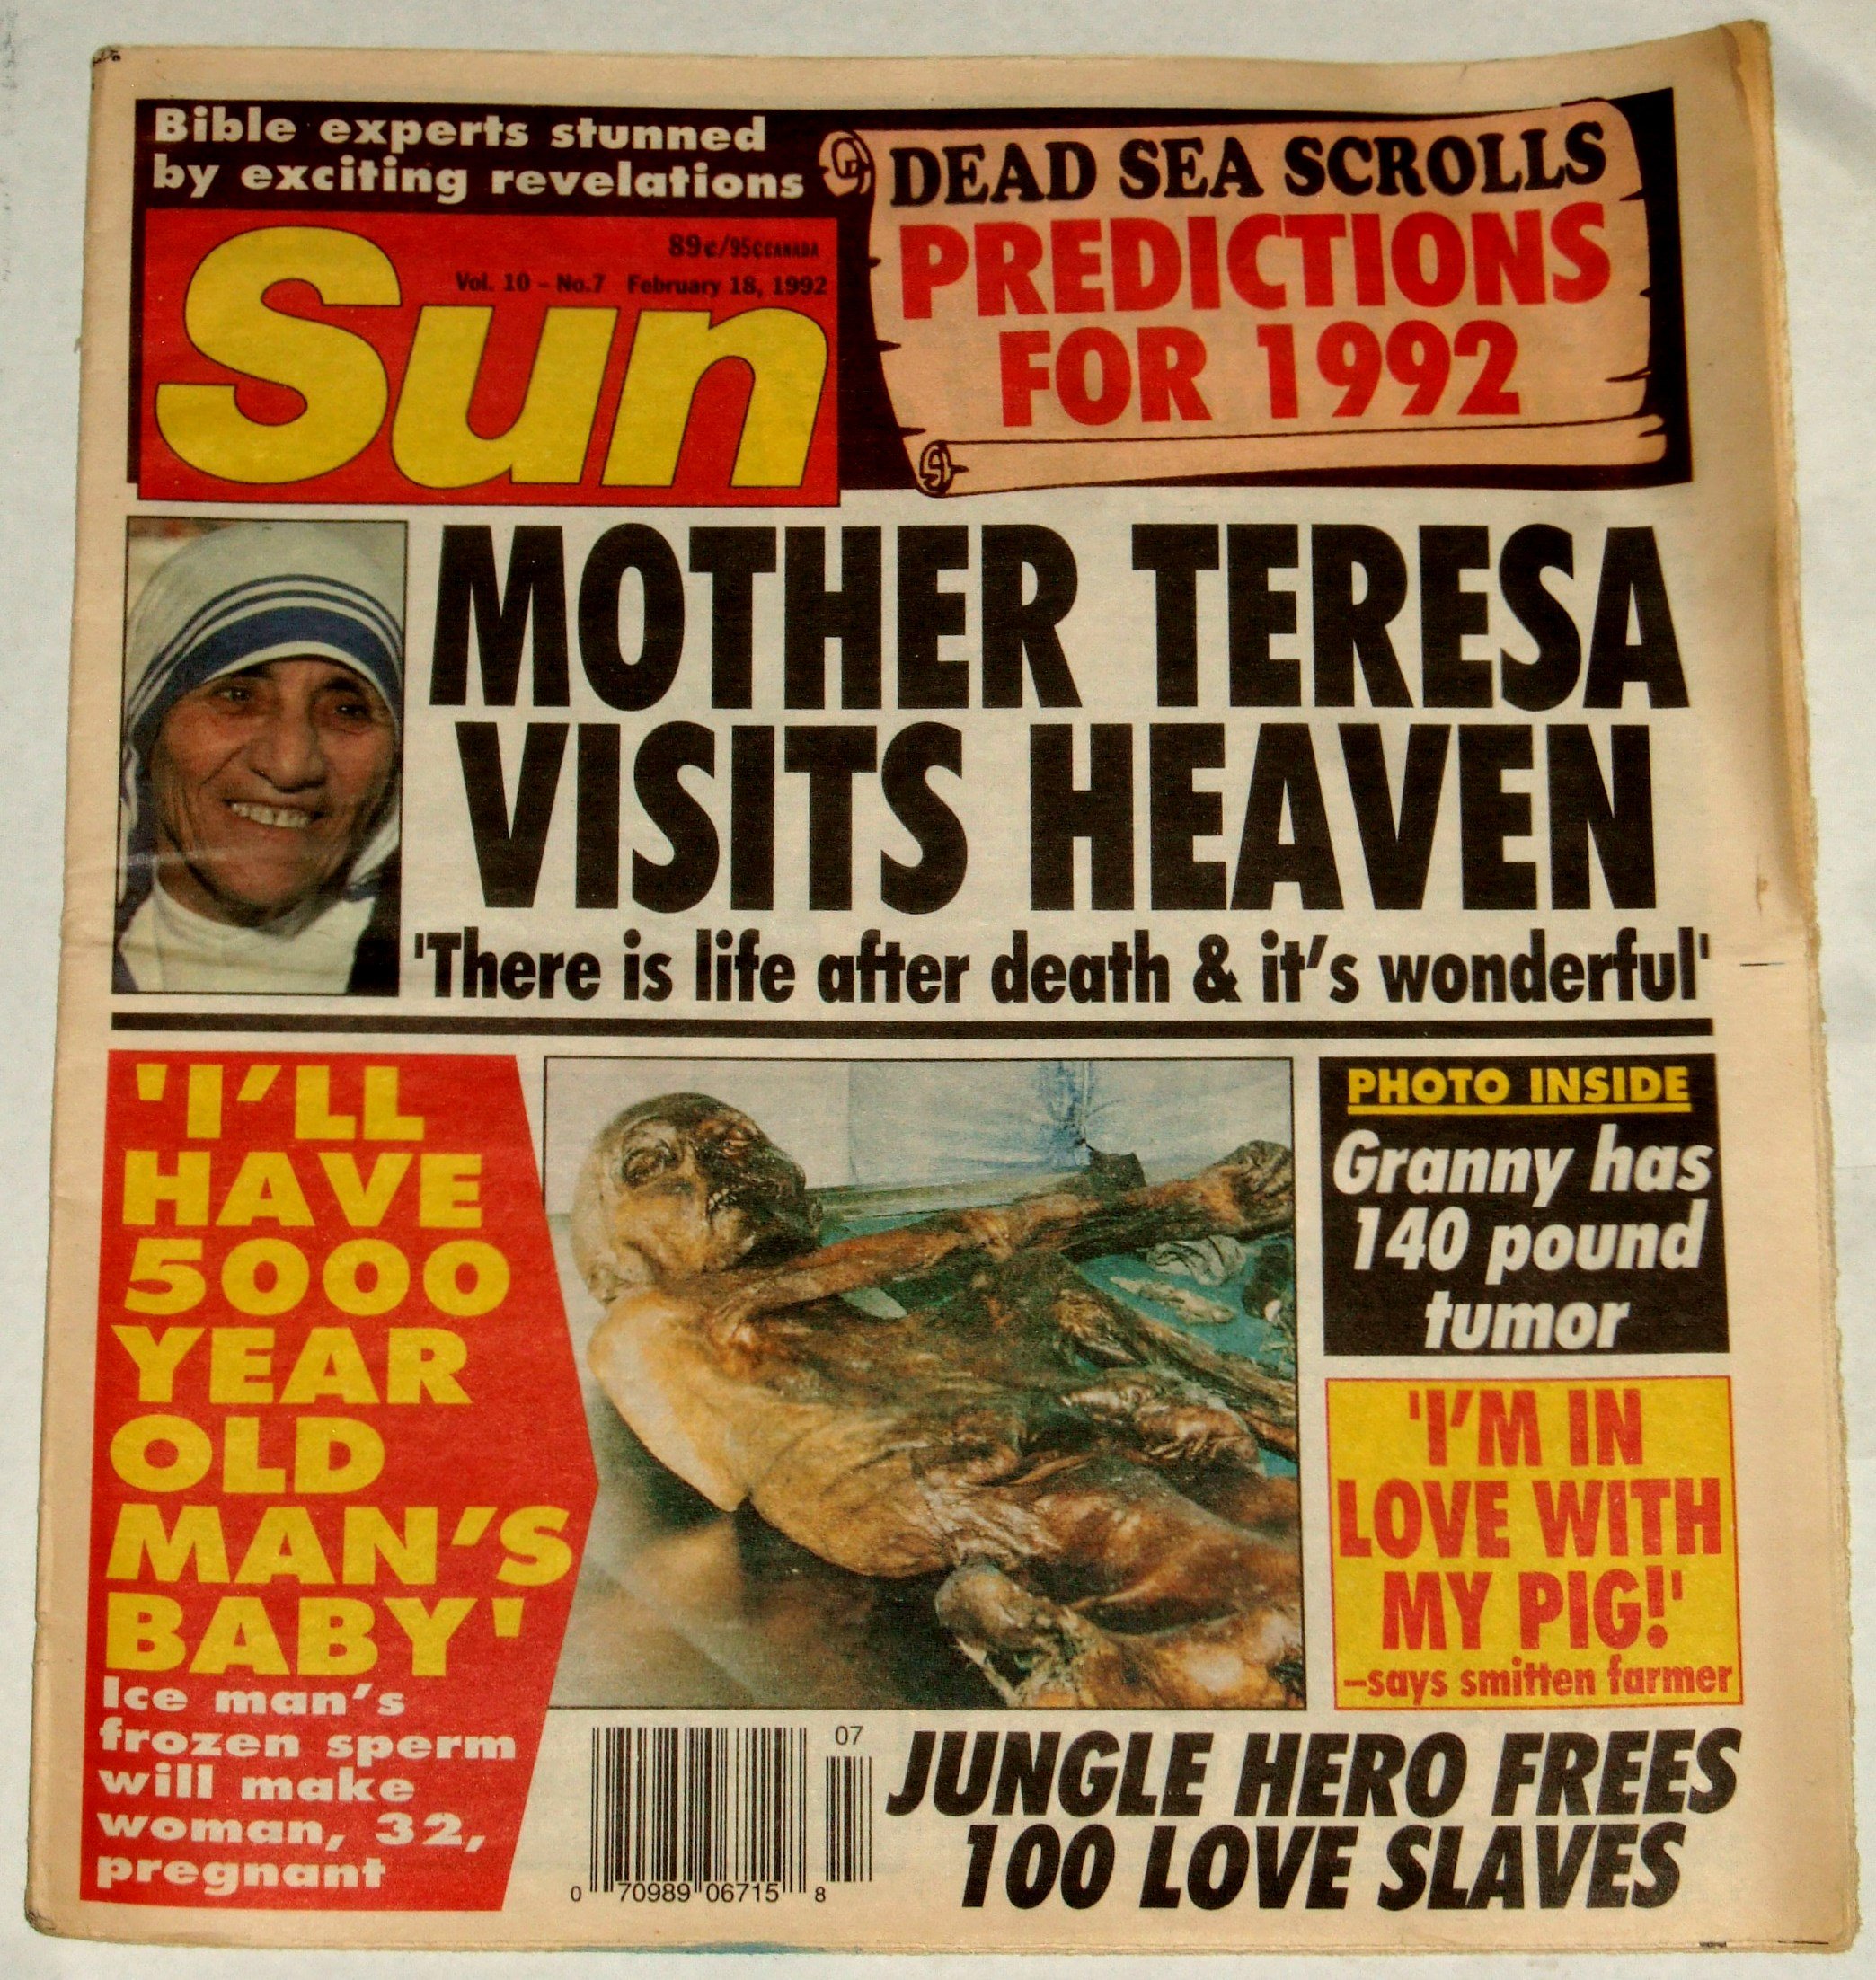 Bible experts stunned
by exciting revelations
DEAD SEA SCROLLS
PREDICTIONS
FOR 1992
89¢/95¢CANADA
Vol. 10 - No.7 February 18, 1992
Sun
MOTHER TERESA
VISITS HEAVEN
'There is life after death & it's wonderful'
'I'LL
HAVE
5000
YEAR
OLD
MAN'S
BABY'
Ice man's
frozen sperm
will make
woman, 32,
pregnant
PHOTO INSIDE
Granny has
140 pound
tumor
'I'M IN
LOVE WITH
MY PIG!'
–says smitten farmer
07
0 70989 06715 8
JUNGLE HERO FREES
100 LOVE SLAVES